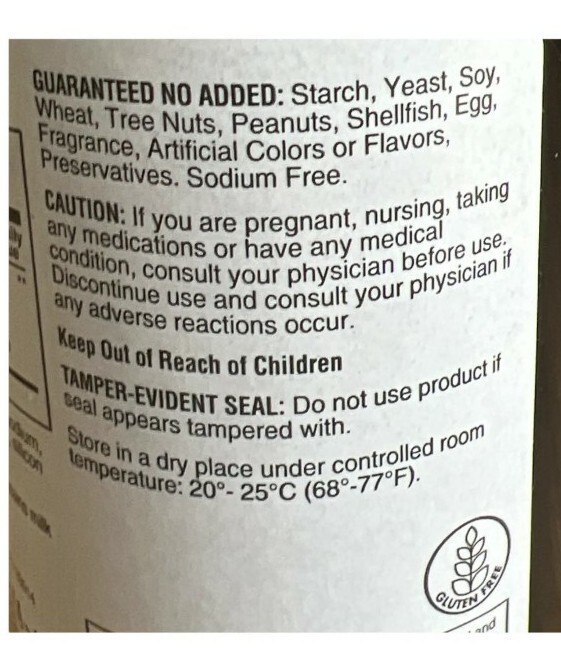 GUARANTEED NO ADDED: Starch, Yeast, Soy,
Wheat, Tree Nuts, Peanuts, Shellfish, Egg,
Fragrance, Artificial Colors or Flavors,
Preservatives. Sodium Free.
CAUTION: If you are pregnant, nursing, taking
any medications or have any medical
condition, consult your physician before use.
Discontinue use and consult your physician if
any adverse reactions occur.
Keep Out of Reach of Children
TAMPER-EVIDENT SEAL: Do not use product if
seal appears tampered with.
Store in a dry place under controlled room
temperature: 20°- 25°C (68°-77°F).
GLUTEN FREE
and
milk